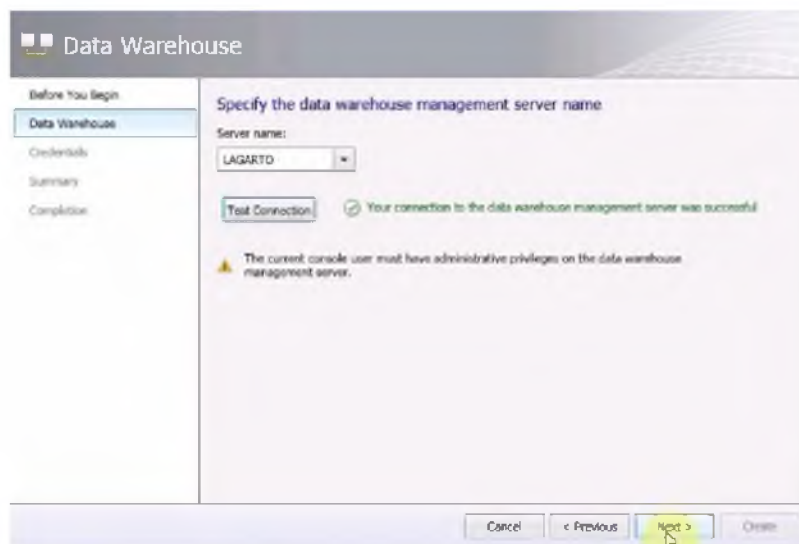 Data Warehouse
Before You Begin
Data Warehouse
Credentials
Summary
Completion
Specify the data warehouse management server name
Server name:
LAGARTO
Test Connection
Your connection to the data warehouse management server was successful
The current console user must have administrative privileges on the data warehouse
management server.
Cancel
< Previous
Next >
Create